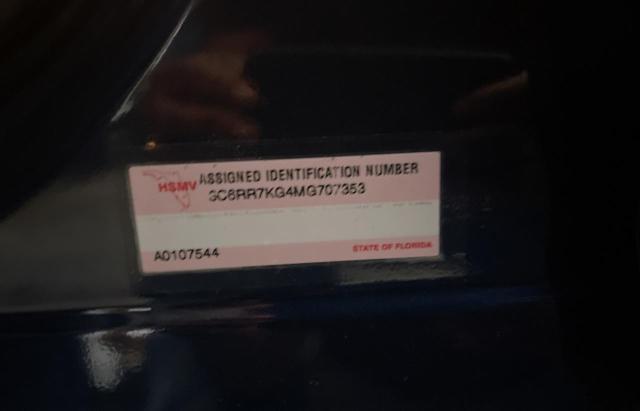 HSMV ASSIGNED IDENTIFICATION NUMBER
3C6RR7KG4MG707353
A0107544
STATE OF FLORIDA